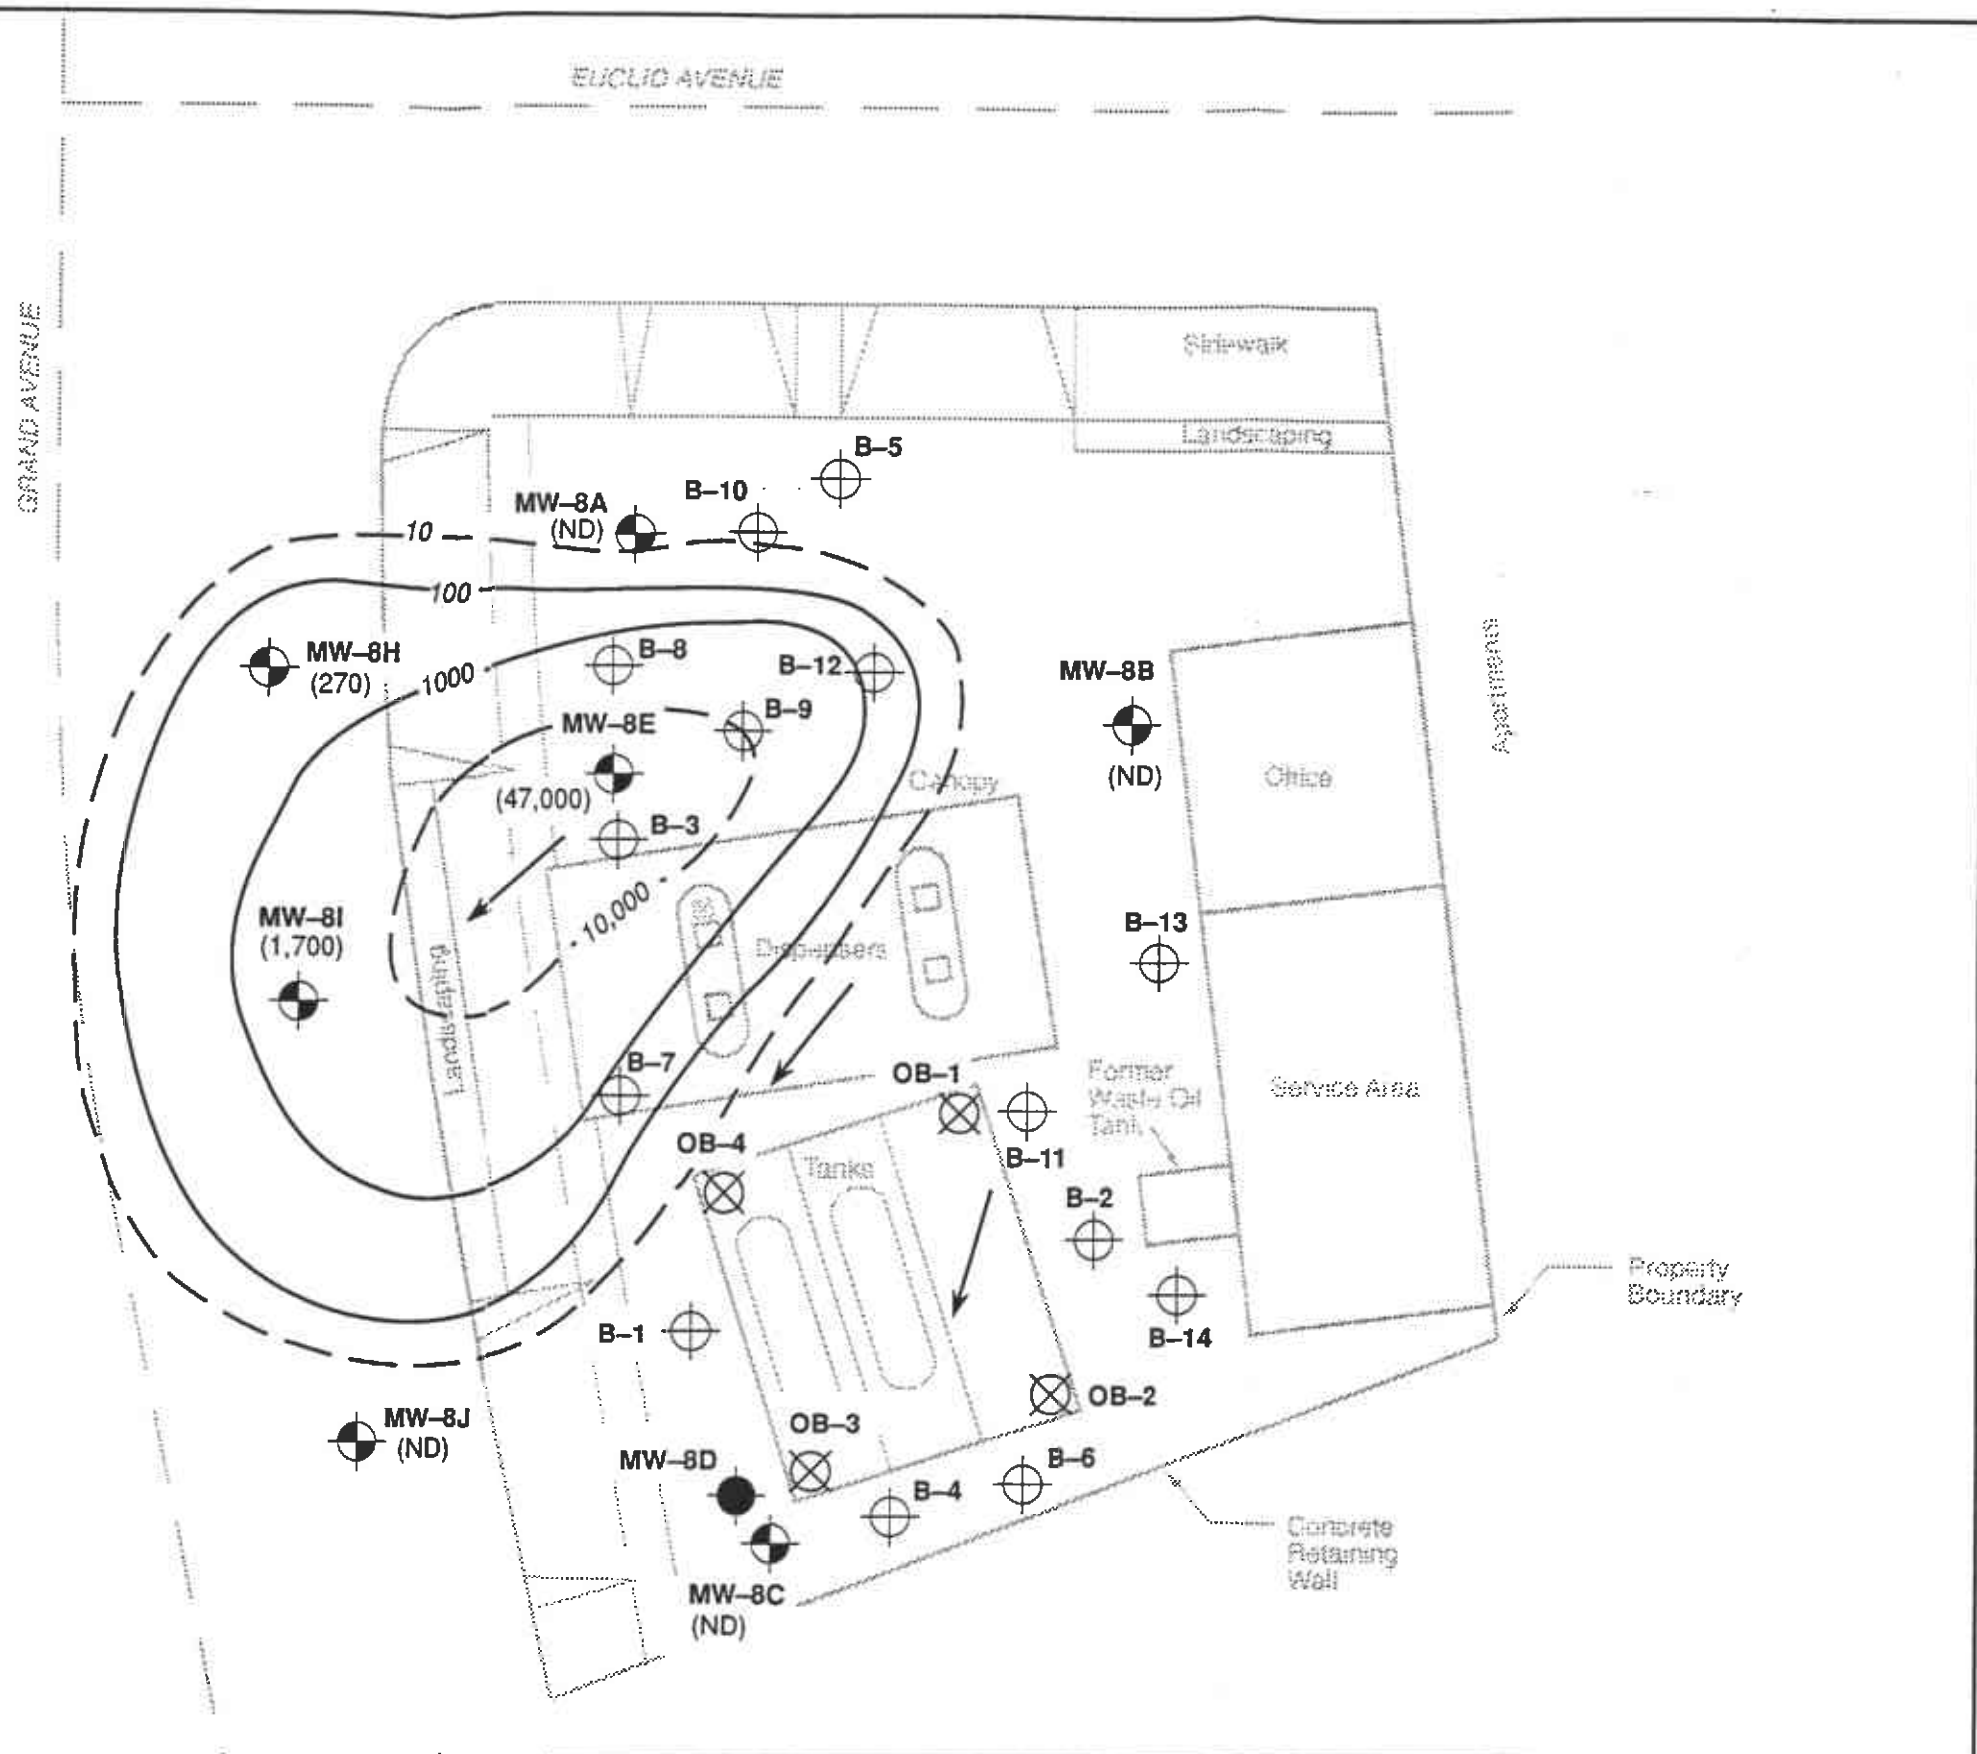 EUCLID AVENUE
GRAND AVENUE
Sidewalk
Landscaping
B–5
B–10
MW–8A
(ND)
10
100
MW–8H
(270)
1000
B–8
B–12
MW–8B
(ND)
Apartments
B–9
MW–8E
(47,000)
Canopy
Office
B–3
10,000
MW–8I
(1,700)
Dispensers
B–13
Landscaping
B–7
OB–1
Former
Waste Oil
Tank
Service Area
OB–4
Tanks
B–11
B–2
Property
Boundary
B–1
B–14
OB–2
MW–8J
(ND)
OB–3
MW–8D
B–6
B–4
Concrete
Retaining
Wall
MW–8C
(ND)